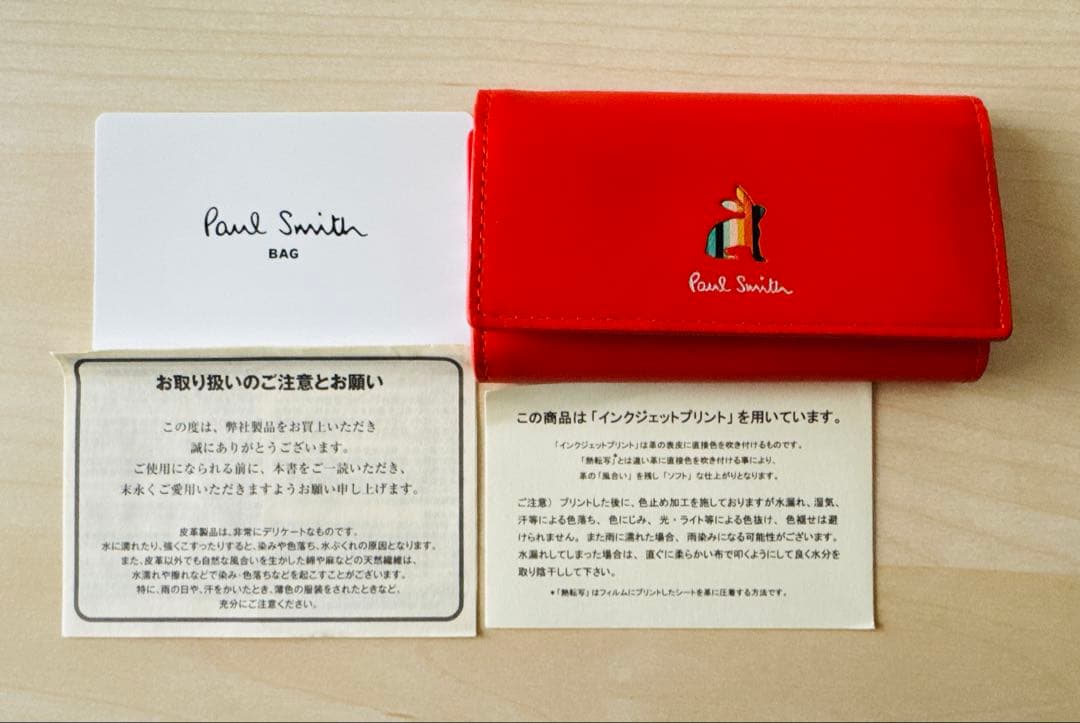 Paul Smith
BAG
Paul Smith
お取り扱いのご注意とお願い
この度は、弊社製品をお買上いただき
誠にありがとうございます。
ご使用になられる前に、本書をご一読いただき、
末永くご愛用いただきますようお願い申し上げます。
皮革製品は、非常にデリケートなものです。
水に濡れたり、強くこすったりすると、染みや色落ち、水ぶくれの原因となります。
また、皮革以外でも自然な風合いを生かした綿や麻などの天然繊維は、
水濡れや擦れなどで染み・色落ちなどを起こすことがございます。
特に、雨の日や、汗をかいたとき、薄色の服装をされたときなど、
充分にご注意ください。
この商品は「インクジェットプリント」を用いています。
「インクジェットプリント」は革の表皮に直接色を吹き付けるものです。
「熱転写*」とは違い革に直接色を吹き付ける事により、
革の「風合い」を残し「ソフト」な仕上がりとなります。
ご注意） プリントした後に、色止め加工を施しておりますが水漏れ、湿気、
汗等による色落ち、色にじみ、光・ライト等による色抜け、色褪せは避
けられません。また雨に濡れた場合、雨染みになる可能性がございます。
水漏れしてしまった場合は、直ぐに柔らかい布で叩くようにして良く水分を
取り陰干しして下さい。
*「熱転写」はフィルムにプリントしたシートを革に圧着する方法です。